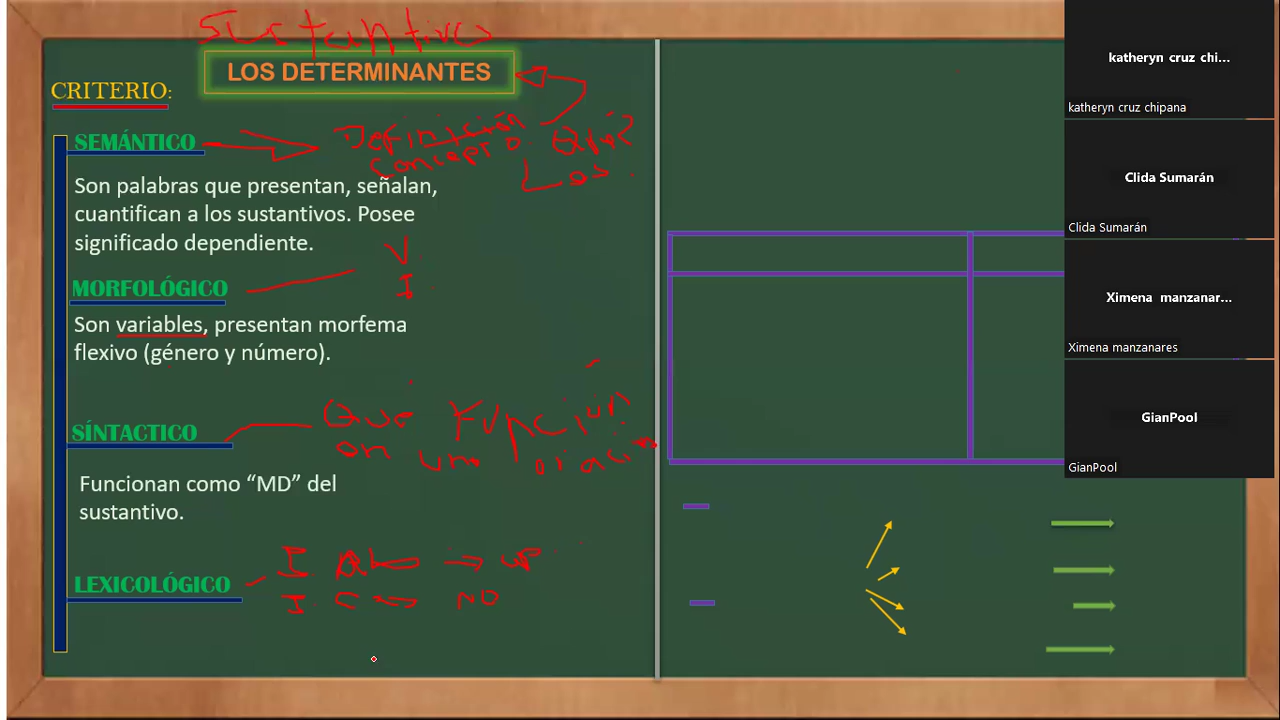 Sustantivo
LOS DETERMINANTES
CRITERIO:
SEMÁNTICO
Definición
concepto Qué?
Los
Son palabras que presentan, señalan,
cuantifican a los sustantivos. Posee
significado dependiente.
V
I
MORFOLÓGICO
Son variables, presentan morfema
flexivo (género y número).
SÍNTACTICO
Que función
en una oración
Funcionan como “MD” del
sustantivo.
LEXICOLÓGICO
I. A
I. C NO
katheryn cruz chi...
katheryn cruz chipana
Clida Sumarán
Clida Sumarán
Ximena manzanar...
Ximena manzanares
GianPool
GianPool